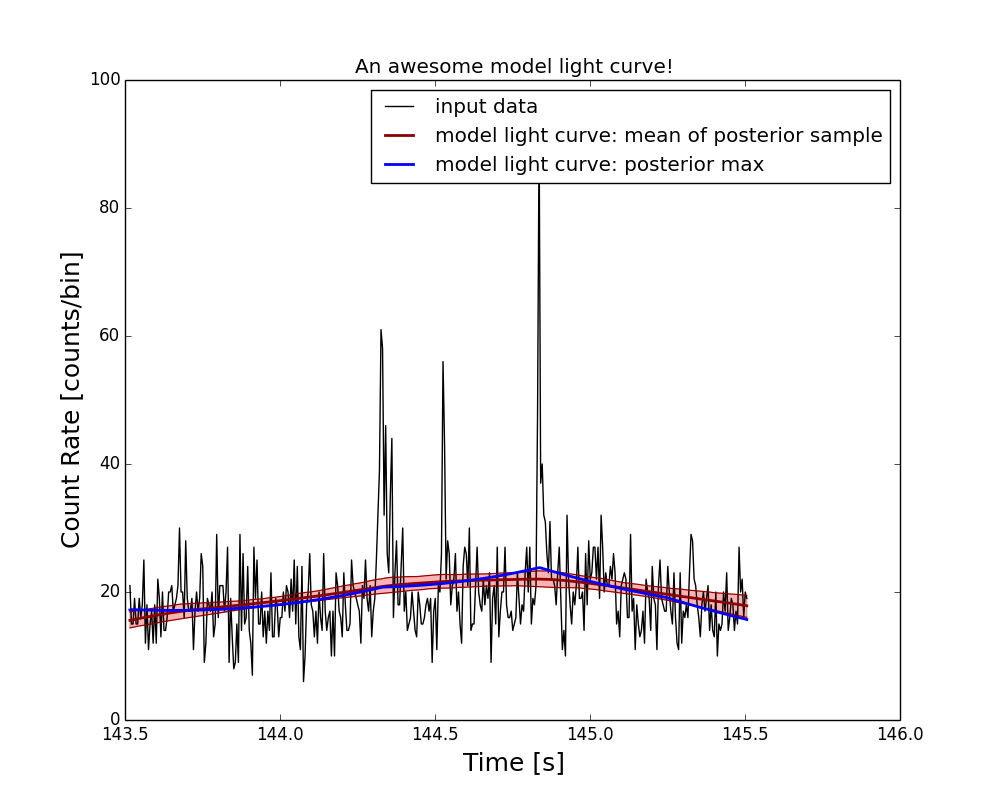 An awesome model light curve!
100
input data
model light curve: mean of posterior sample
model light curve: posterior max
80
60
40
20
0
Count Rate [counts/bin]
143.5 144.0 144.5 145.0 145.5 146.0
Time [s]